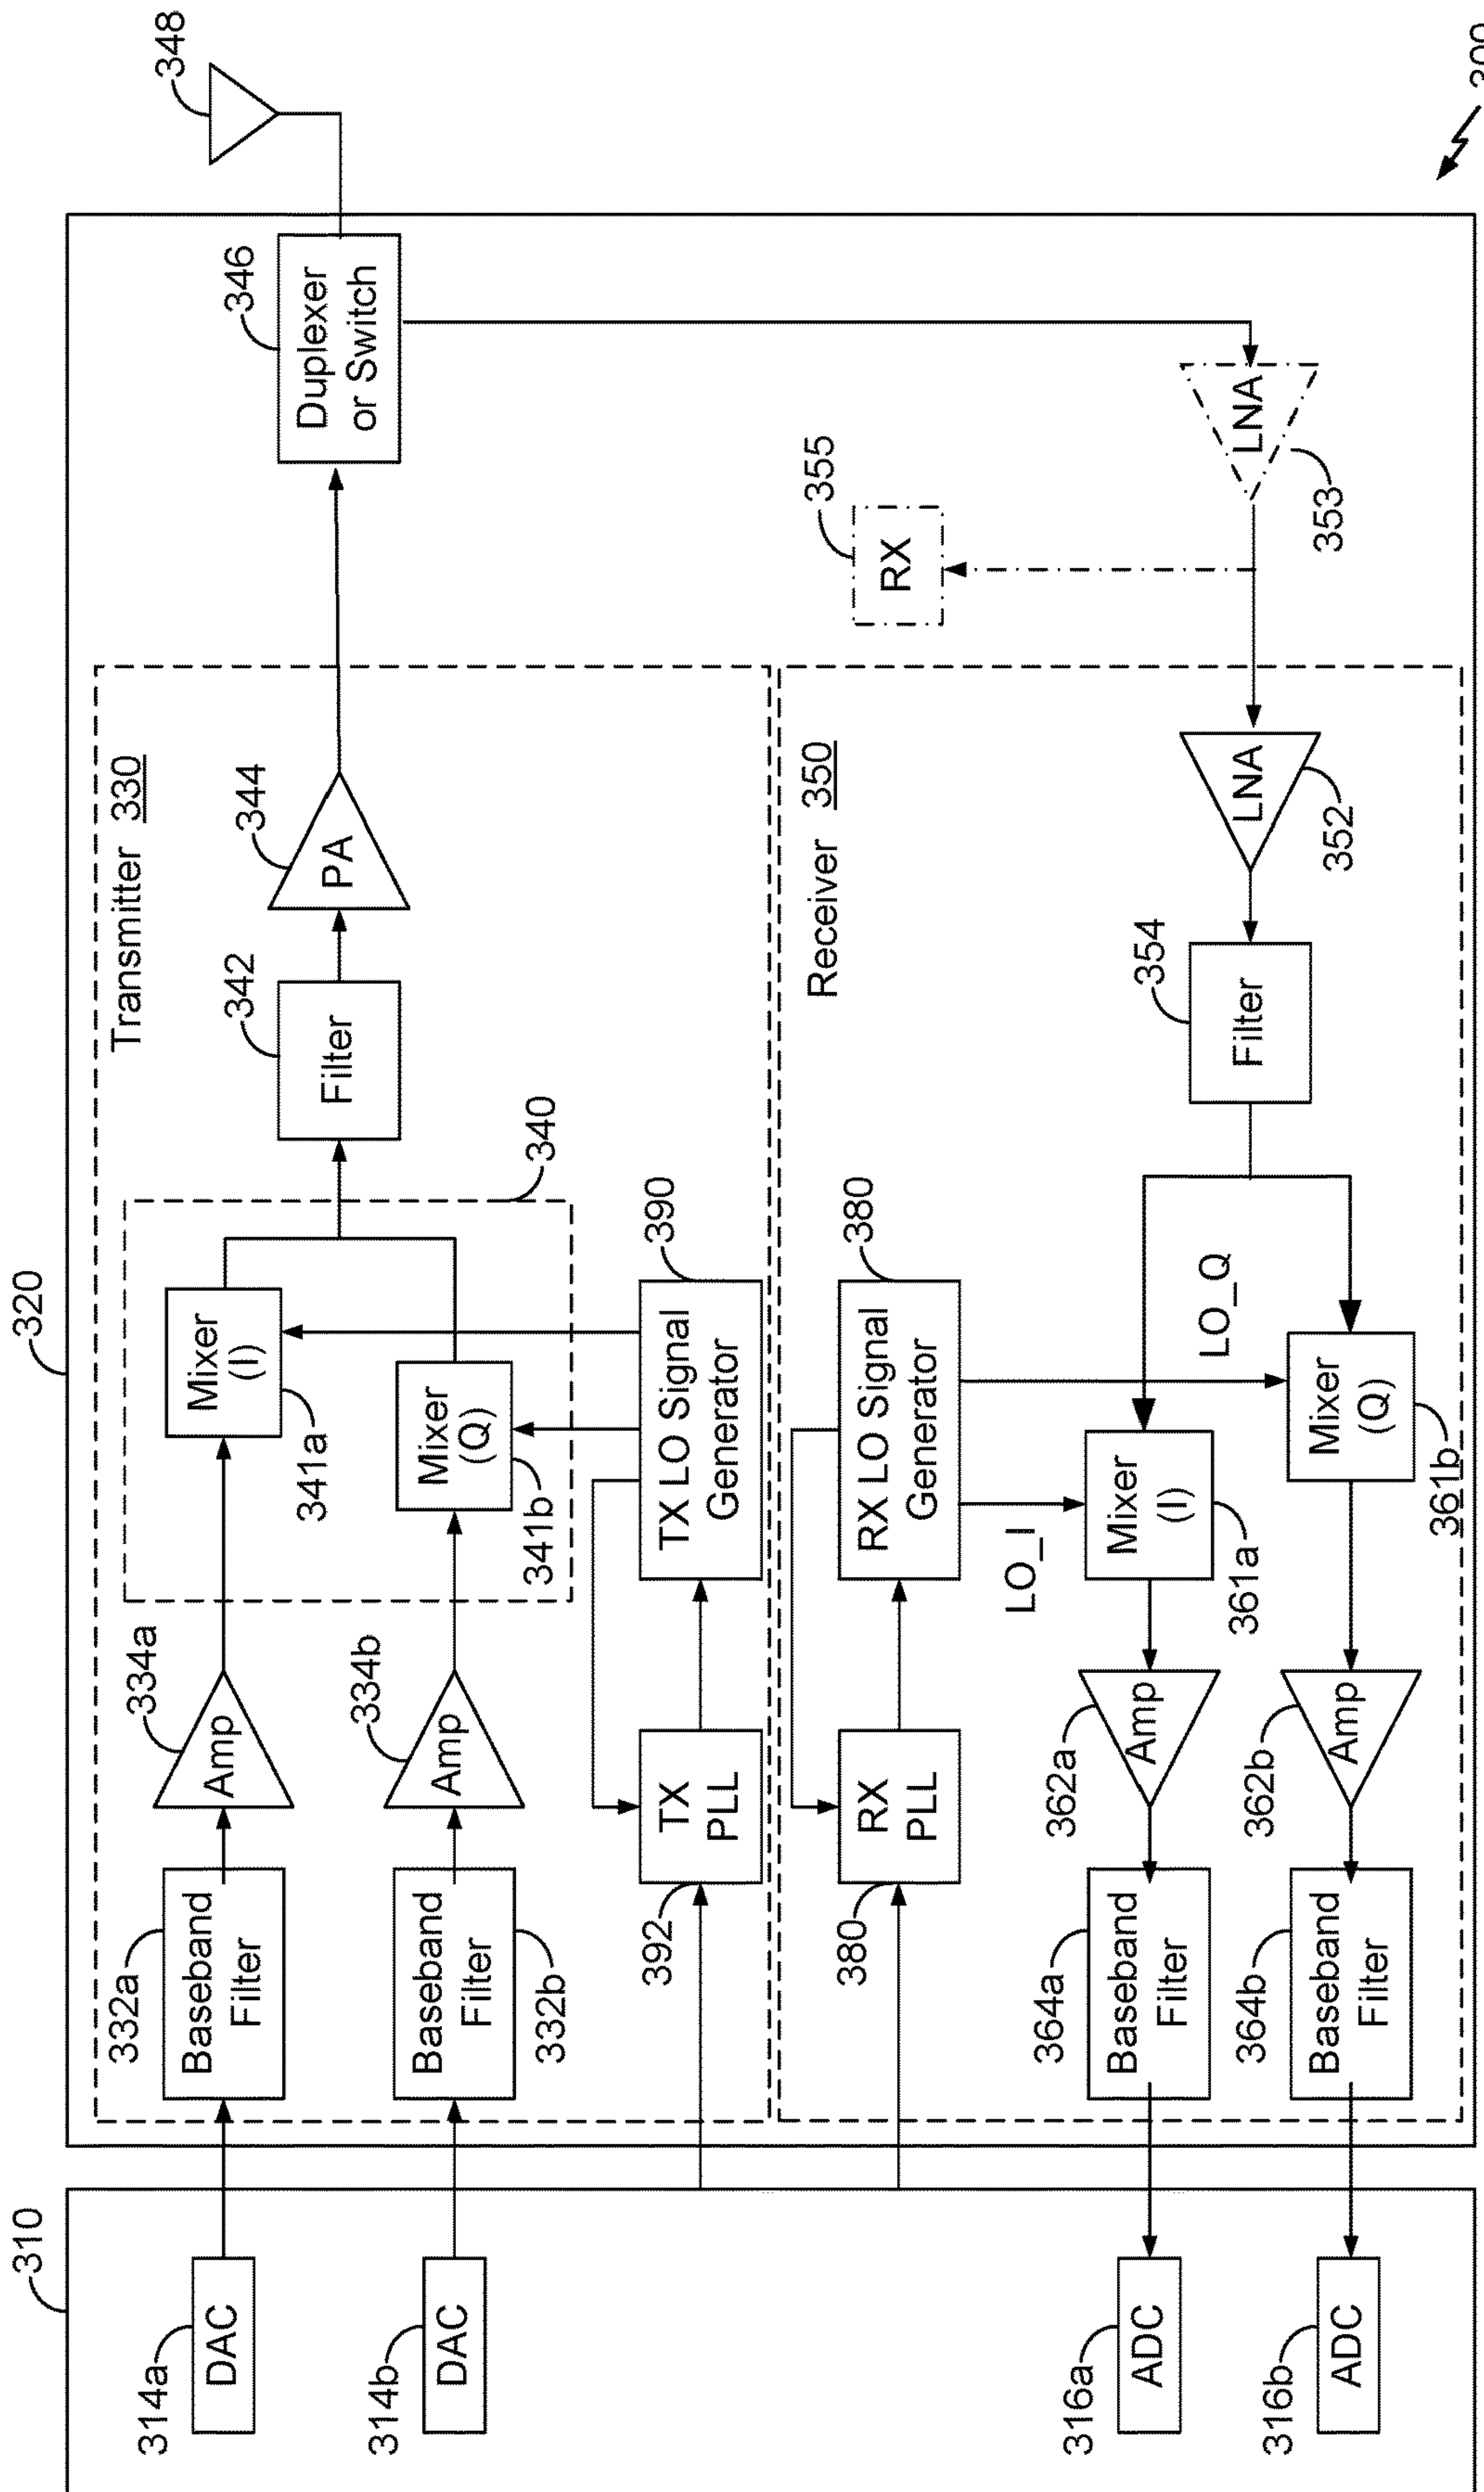 310
320
314a
DAC
314b
DAC
316a
ADC
316b
ADC
Transmitter 330
332a
Baseband
Filter
334a
Amp
Mixer
(I)
341a
340
342
Filter
344
PA
346
Duplexer
or Switch
348
Baseband
Filter
332b
334b
Amp
Mixer
(Q)
341b
392
TX
PLL
TX LO Signal
Generator
390
Receiver 350
380
RX
PLL
RX LO Signal
Generator
380
LO_I
LO_Q
364a
Baseband
Filter
362a
Amp
Mixer
(I)
361a
364b
Baseband
Filter
362b
Amp
Mixer
(Q)
361b
354
Filter
LNA
352
355
RX
LNA
353
300